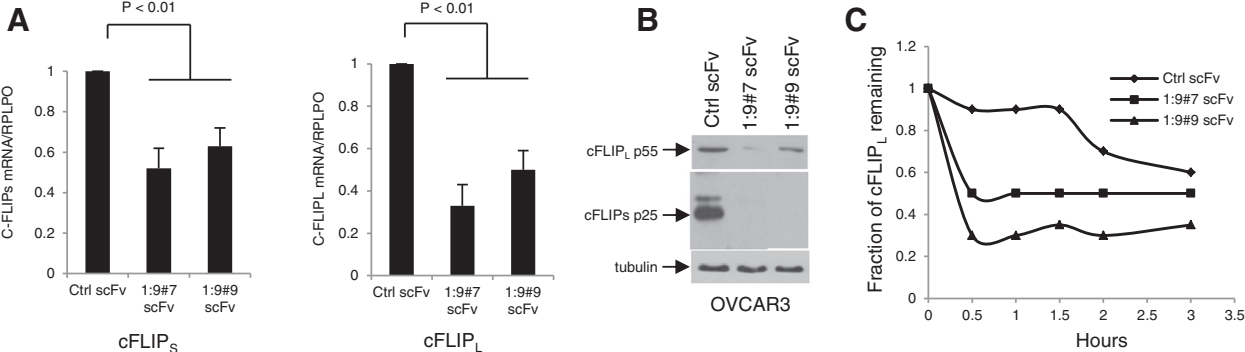 A
P < 0.01
C-FLIPs mRNA/RPLPO
1
0.8
0.6
0.4
0.2
0
Ctrl scFv
1:9#7 scFv
1:9#9 scFv
cFLIPS
P < 0.01
C-FLIPL mRNA/RPLPO
1
0.8
0.6
0.4
0.2
0
Ctrl scFv
1:9#7 scFv
1:9#9 scFv
cFLIPL
B
Ctrl scFv
1:9#7 scFv
1:9#9 scFv
cFLIPL p55
cFLIPs p25
tubulin
OVCAR3
C
Fraction of cFLIPL remaining
1.2
1
0.8
0.6
0.4
0.2
0
0 0.5 1 1.5 2 2.5 3 3.5
Hours
Ctrl scFv
1:9#7 scFv
1:9#9 scFv